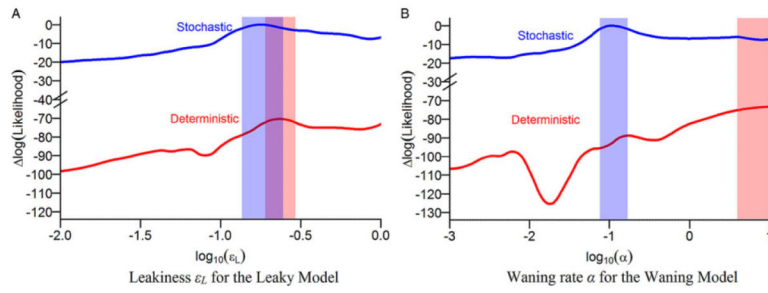 A
0
-10
-20
-30
-40
-70
-80
-90
-100
-110
-120
Δlog(Likelihood)
Stochastic
Deterministic
-2.0 -1.5 -1.0 -0.5 0.0
log10(εL)
Leakiness εL for the Leaky Model
B
0
-10
-20
-30
-70
-80
-90
-100
-110
-120
-130
Δlog(Likelihood)
Stochastic
Deterministic
-3 -2 -1 0 1
log10(α)
Waning rate α for the Waning Model